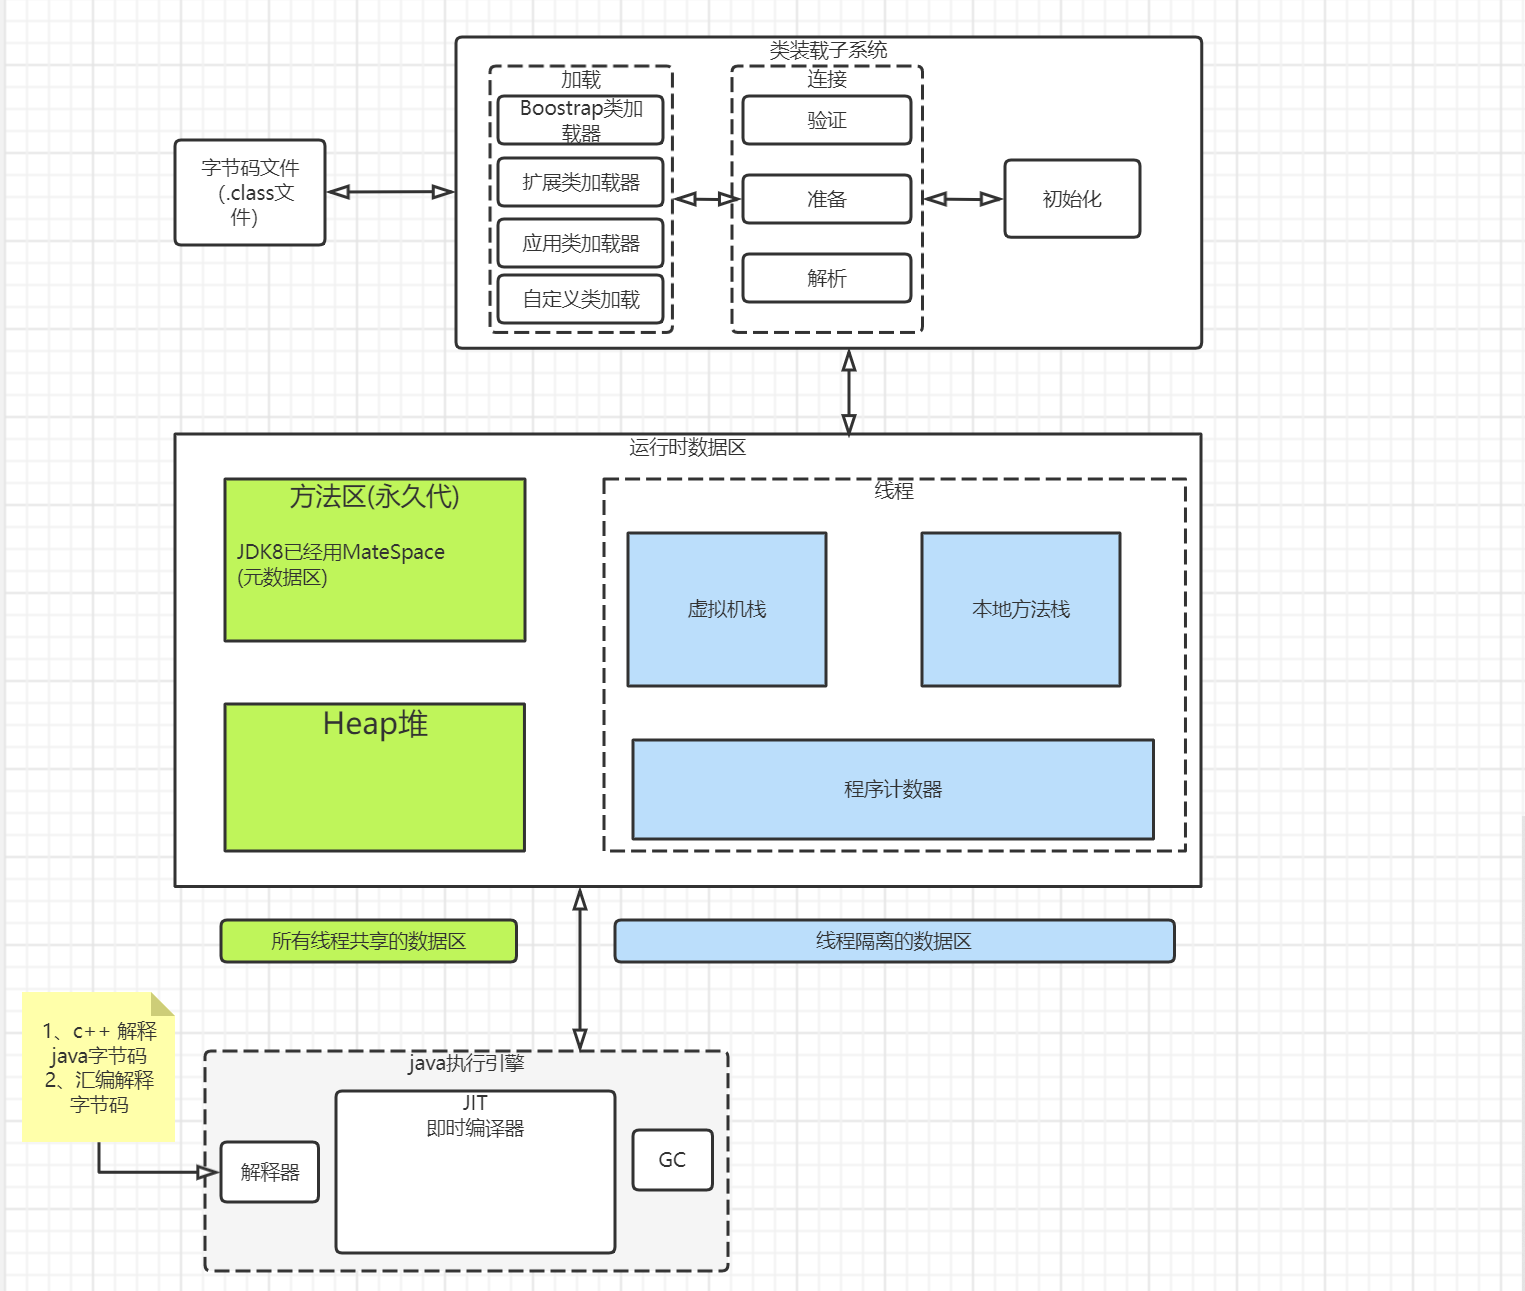 类装载子系统
加载
Boostrap类加
载器
扩展类加载器
应用类加载器
自定义类加载
连接
验证
准备
解析
初始化
字节码文件
(.class文
件)
运行时数据区
方法区(永久代)
JDK8已经用MateSpace
(元数据区)
Heap堆
线程
虚拟机栈
本地方法栈
程序计数器
所有线程共享的数据区
线程隔离的数据区
1、c++ 解释
java字节码
2、汇编解释
字节码
java执行引擎
解释器
JIT
即时编译器
GC